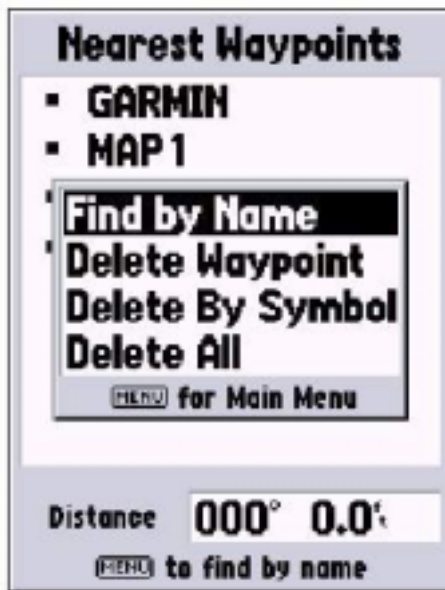 Nearest Waypoints
GARMIN
MAP 1
Find by Name
Delete Waypoint
Delete By Symbol
Delete All
MENU for Main Menu
Distance 000° 0.0
MENU to find by name